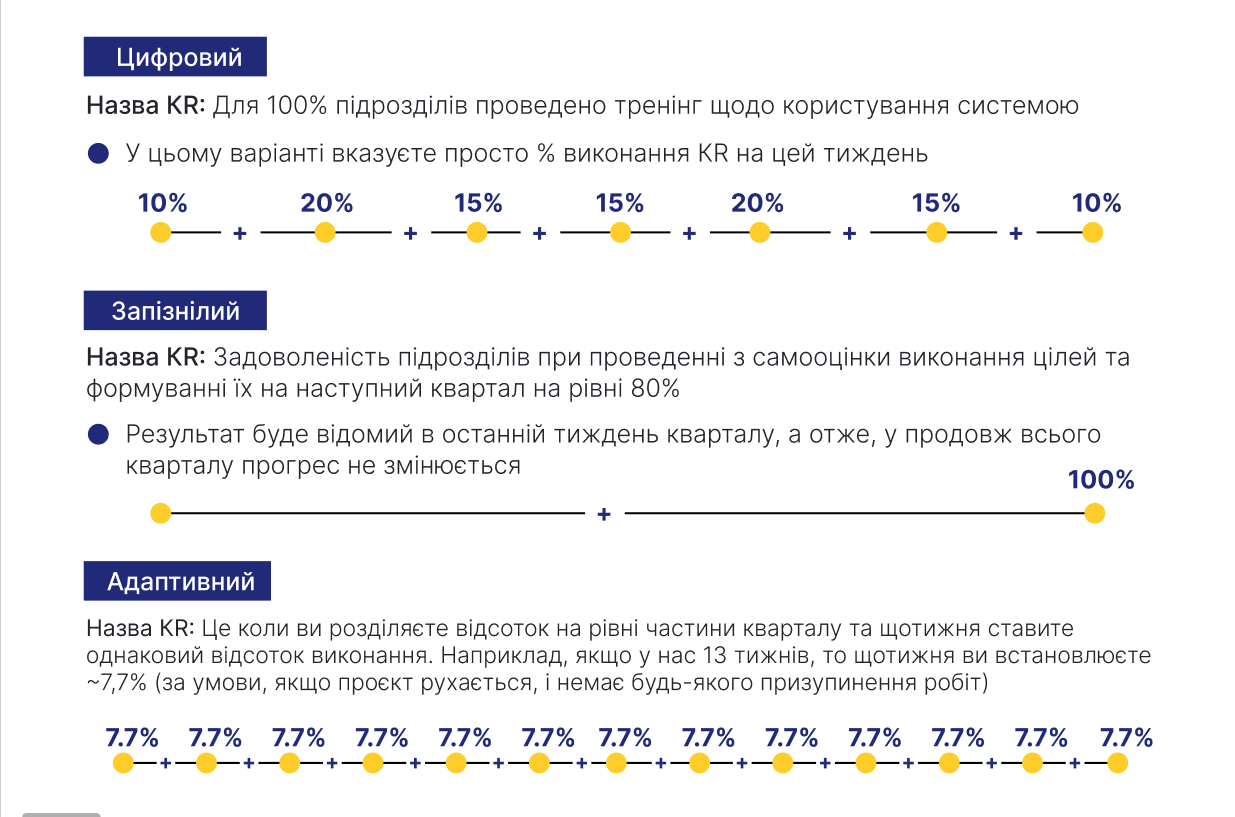 Цифровий
Назва KR: Для 100% підрозділів проведено тренінг щодо користування системою
У цьому варіанті вказуєте просто % виконання KR на цей тиждень
10% 20% 15% 15% 20% 15% 10%
+ + + + + +
Запізнілий
Назва KR: Задоволеність підрозділів при проведенні з самооцінки виконання цілей та
формуванні їх на наступний квартал на рівні 80%
Результат буде відомий в останній тиждень кварталу, а отже, у продовж всього
кварталу прогрес не змінюється
100%
+
Адаптивний
Назва KR: Це коли ви розділяєте відсоток на рівні частини кварталу та щотижня ставите
однаковий відсоток виконання. Наприклад, якщо у нас 13 тижнів, то щотижня ви встановлюєте
~7,7% (за умови, якщо проєкт рухається, і немає будь-якого призупинення робіт)
7.7% 7.7% 7.7% 7.7% 7.7% 7.7% 7.7% 7.7% 7.7% 7.7% 7.7% 7.7% 7.7%
+ + + + + + + + + + + +